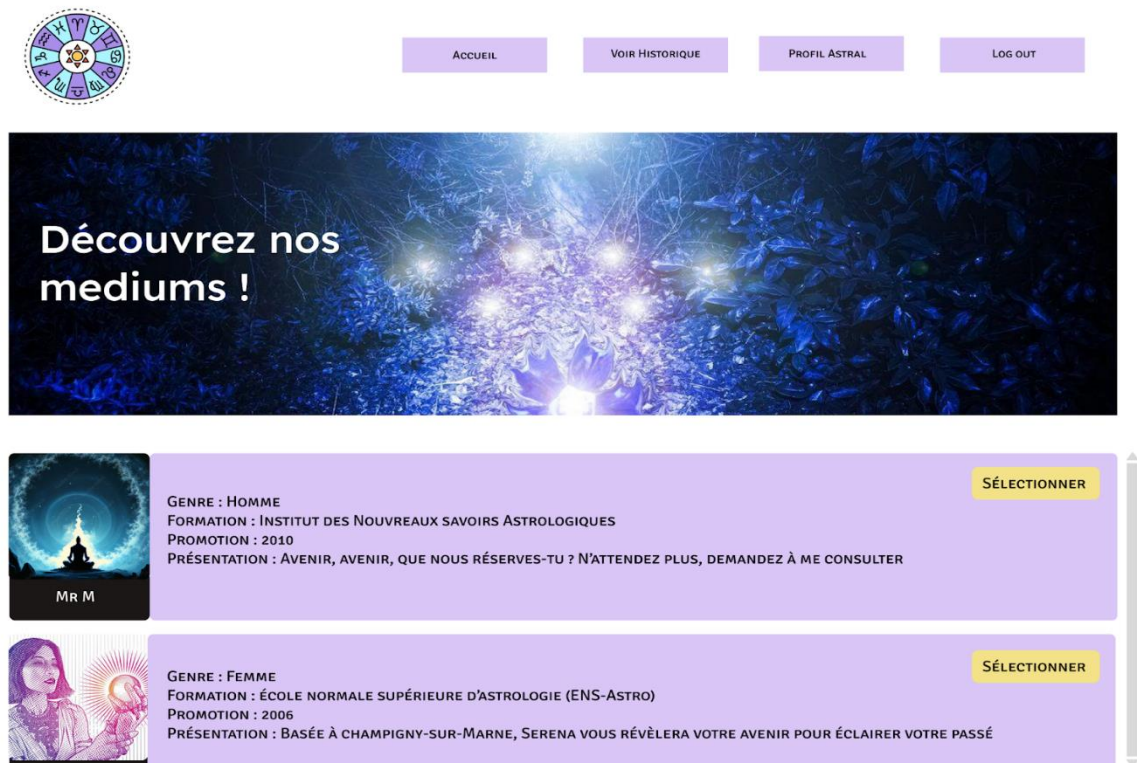 Accueil
Voir Historique
Profil Astral
Log out
Découvrez nos
mediums !
Sélectionner
Genre : Homme
Formation : Institut des Nouvreaux savoirs Astrologiques
Promotion : 2010
Présentation : Avenir, avenir, que nous réserves-tu ? N'attendez plus, demandez à me consulter
Mr M
Sélectionner
Genre : Femme
Formation : école normale supérieure d'astrologie (ENS-Astro)
Promotion : 2006
Présentation : Basée à champigny-sur-Marne, Serena vous révèlera votre avenir pour éclairer votre passé